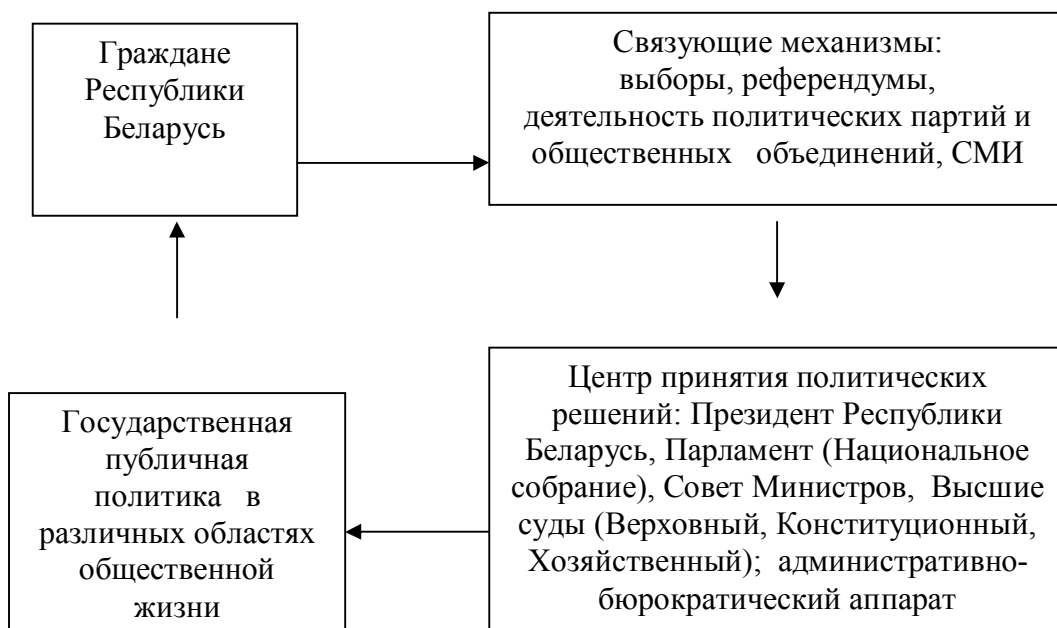 Граждане
Республики
Беларусь
Связующие механизмы:
выборы, референдумы,
деятельность политических партий и
общественных объединений, СМИ
Центр принятия политических
решений: Президент Республики
Беларусь, Парламент (Национальное
собрание), Совет Министров, Высшие
суды (Верховный, Конституционный,
Хозяйственный); административно-
бюрократический аппарат
Государственная
публичная
политика в
различных областях
общественной
жизни